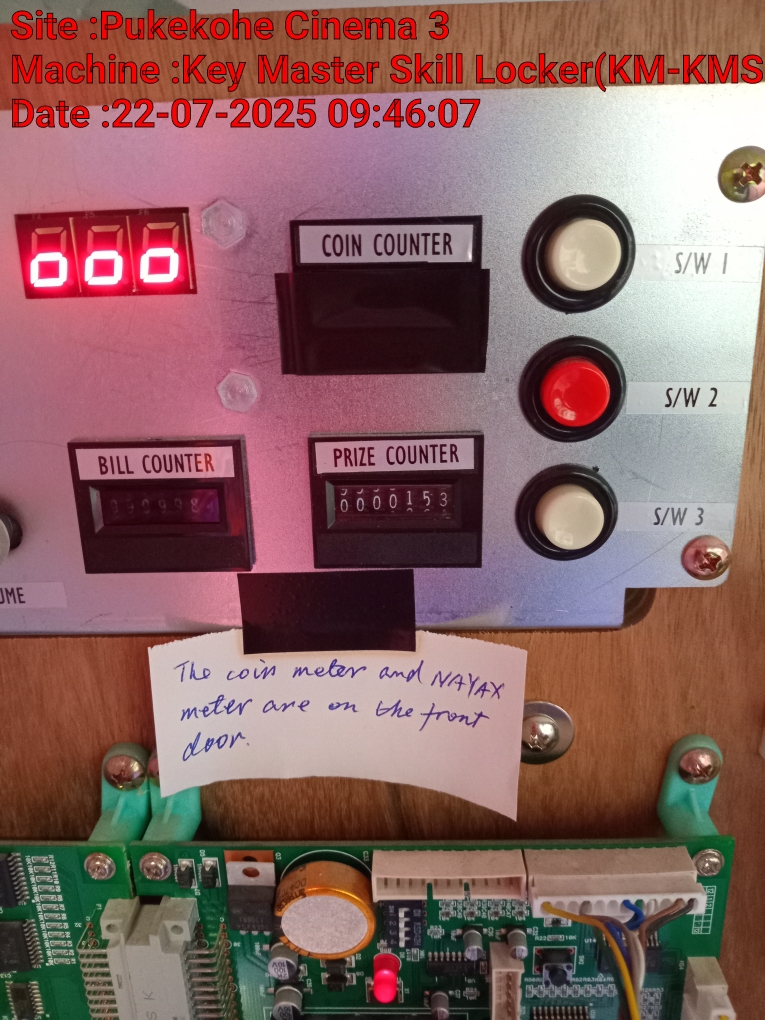 Site :Pukekohe Cinema 3
Machine :Key Master Skill Locker(KM-KMS
Date :22-07-2025 09:46:07
ooo
COIN COUNTER
S/W 1
S/W 2
BILL COUNTER
PRIZE COUNTER
0000153
S/W 3
UME
The coin meter and NAYAX
meter are on the front
door.